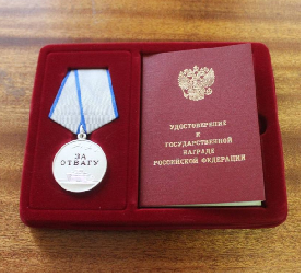 ЗА
ОТВАГУ
УДОСТОВЕРЕНИЕ
К
ГОСУДАРСТВЕННОЙ
НАГРАДЕ
РОССИЙСКОЙ ФЕДЕРАЦИИ